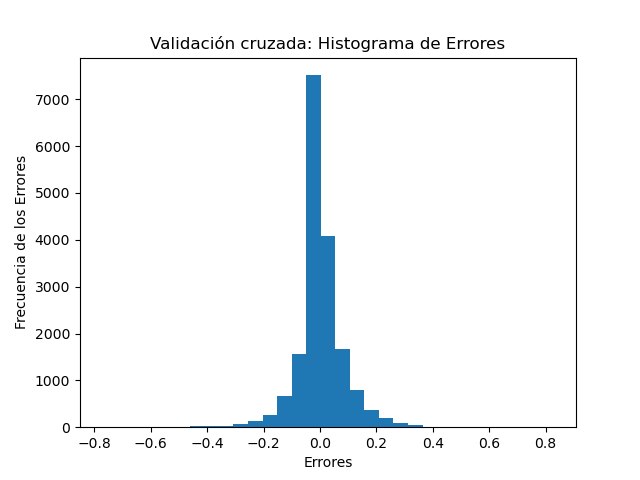 Validación cruzada: Histograma de Errores
Frecuencia de los Errores
7000
6000
5000
4000
3000
2000
1000
0
−0.8 −0.6 −0.4 −0.2 0.0 0.2 0.4 0.6 0.8
Errores